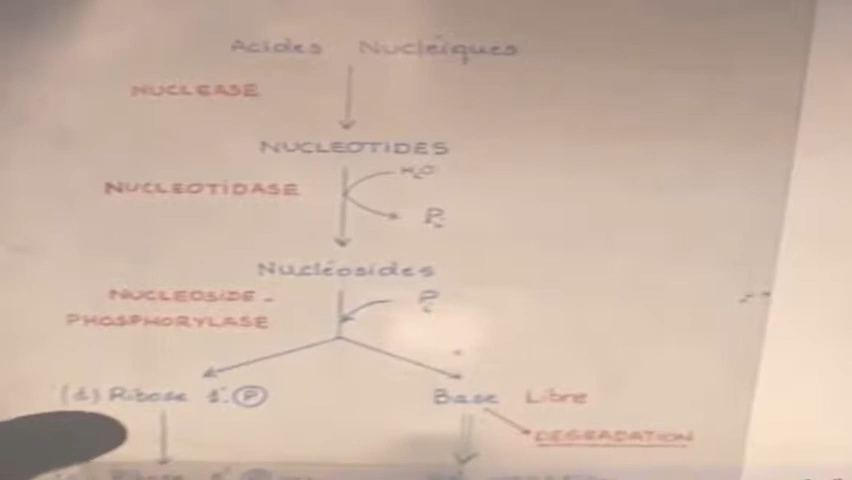 Acides Nucléiques
NUCLEASE
NUCLEOTIDES
NUCLEOTIDASE
H₂O
Pi
Nucléosides
NUCLEOSIDE-
PHOSPHORYLASE
Pi
(d) Ribose 1' P
Base Libre
DEGRADATION